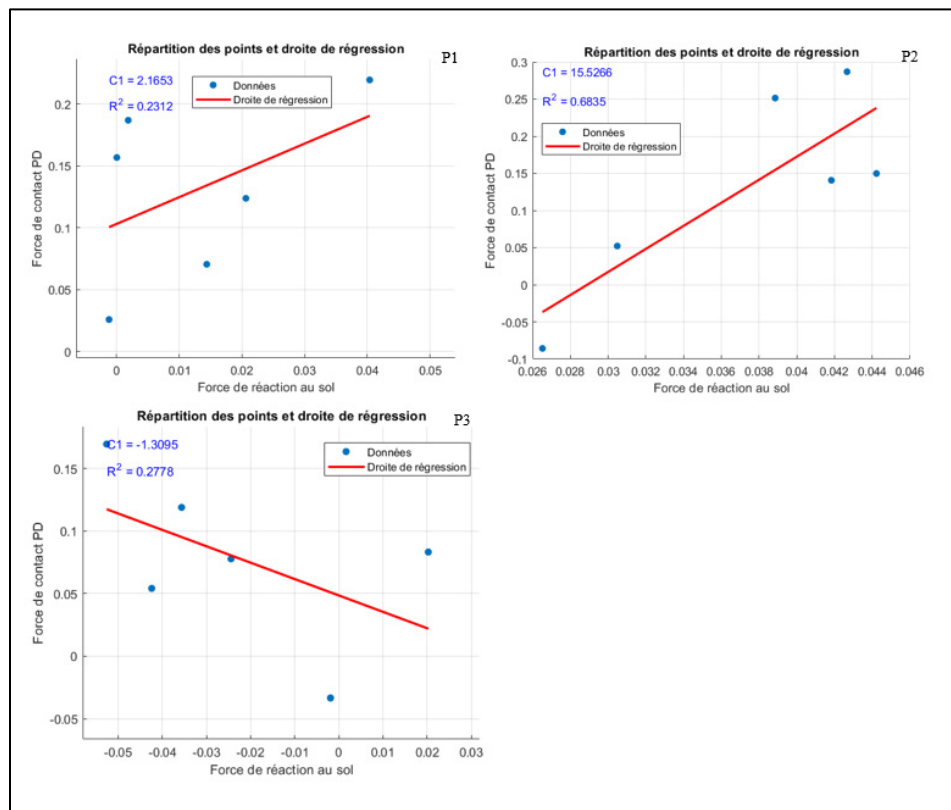 Répartition des points et droite de régression
P1
C1 = 2.1653
R² = 0.2312
Données
Droite de régression
Force de contact PD
0.2
0.15
0.1
0.05
0
0
0.01
0.02
0.03
0.04
0.05
Force de réaction au sol
Répartition des points et droite de régression
P2
C1 = 15.5266
R² = 0.6835
Données
Droite de régression
Force de contact PD
0.3
0.25
0.2
0.15
0.1
0.05
0
-0.05
-0.1
0.026
0.028
0.03
0.032
0.034
0.036
0.038
0.04
0.042
0.044
0.046
Force de réaction au sol
Répartition des points et droite de régression
P3
C1 = -1.3095
R² = 0.2778
Données
Droite de régression
Force de contact PD
0.15
0.1
0.05
0
-0.05
-0.05
-0.04
-0.03
-0.02
-0.01
0
0.01
0.02
0.03
Force de réaction au sol